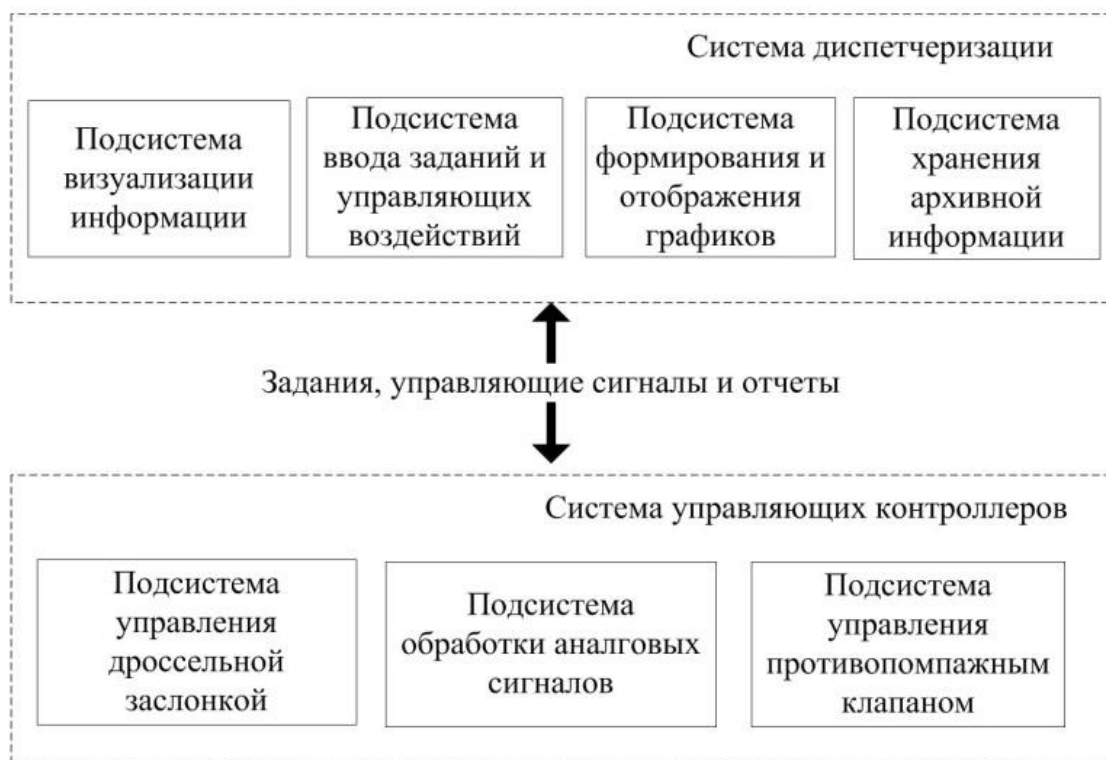 Система диспетчеризации
Подсистема
визуализации
информации
Подсистема
ввода заданий и
управляющих
воздействий
Подсистема
формирования и
отображения
графиков
Подсистема
хранения
архивной
информации
Задания, управляющие сигналы и отчеты
Система управляющих контроллеров
Подсистема
управления
дроссельной
заслонкой
Подсистема
обработки аналговых
сигналов
Подсистема
управления
противопомпажным
клапаном